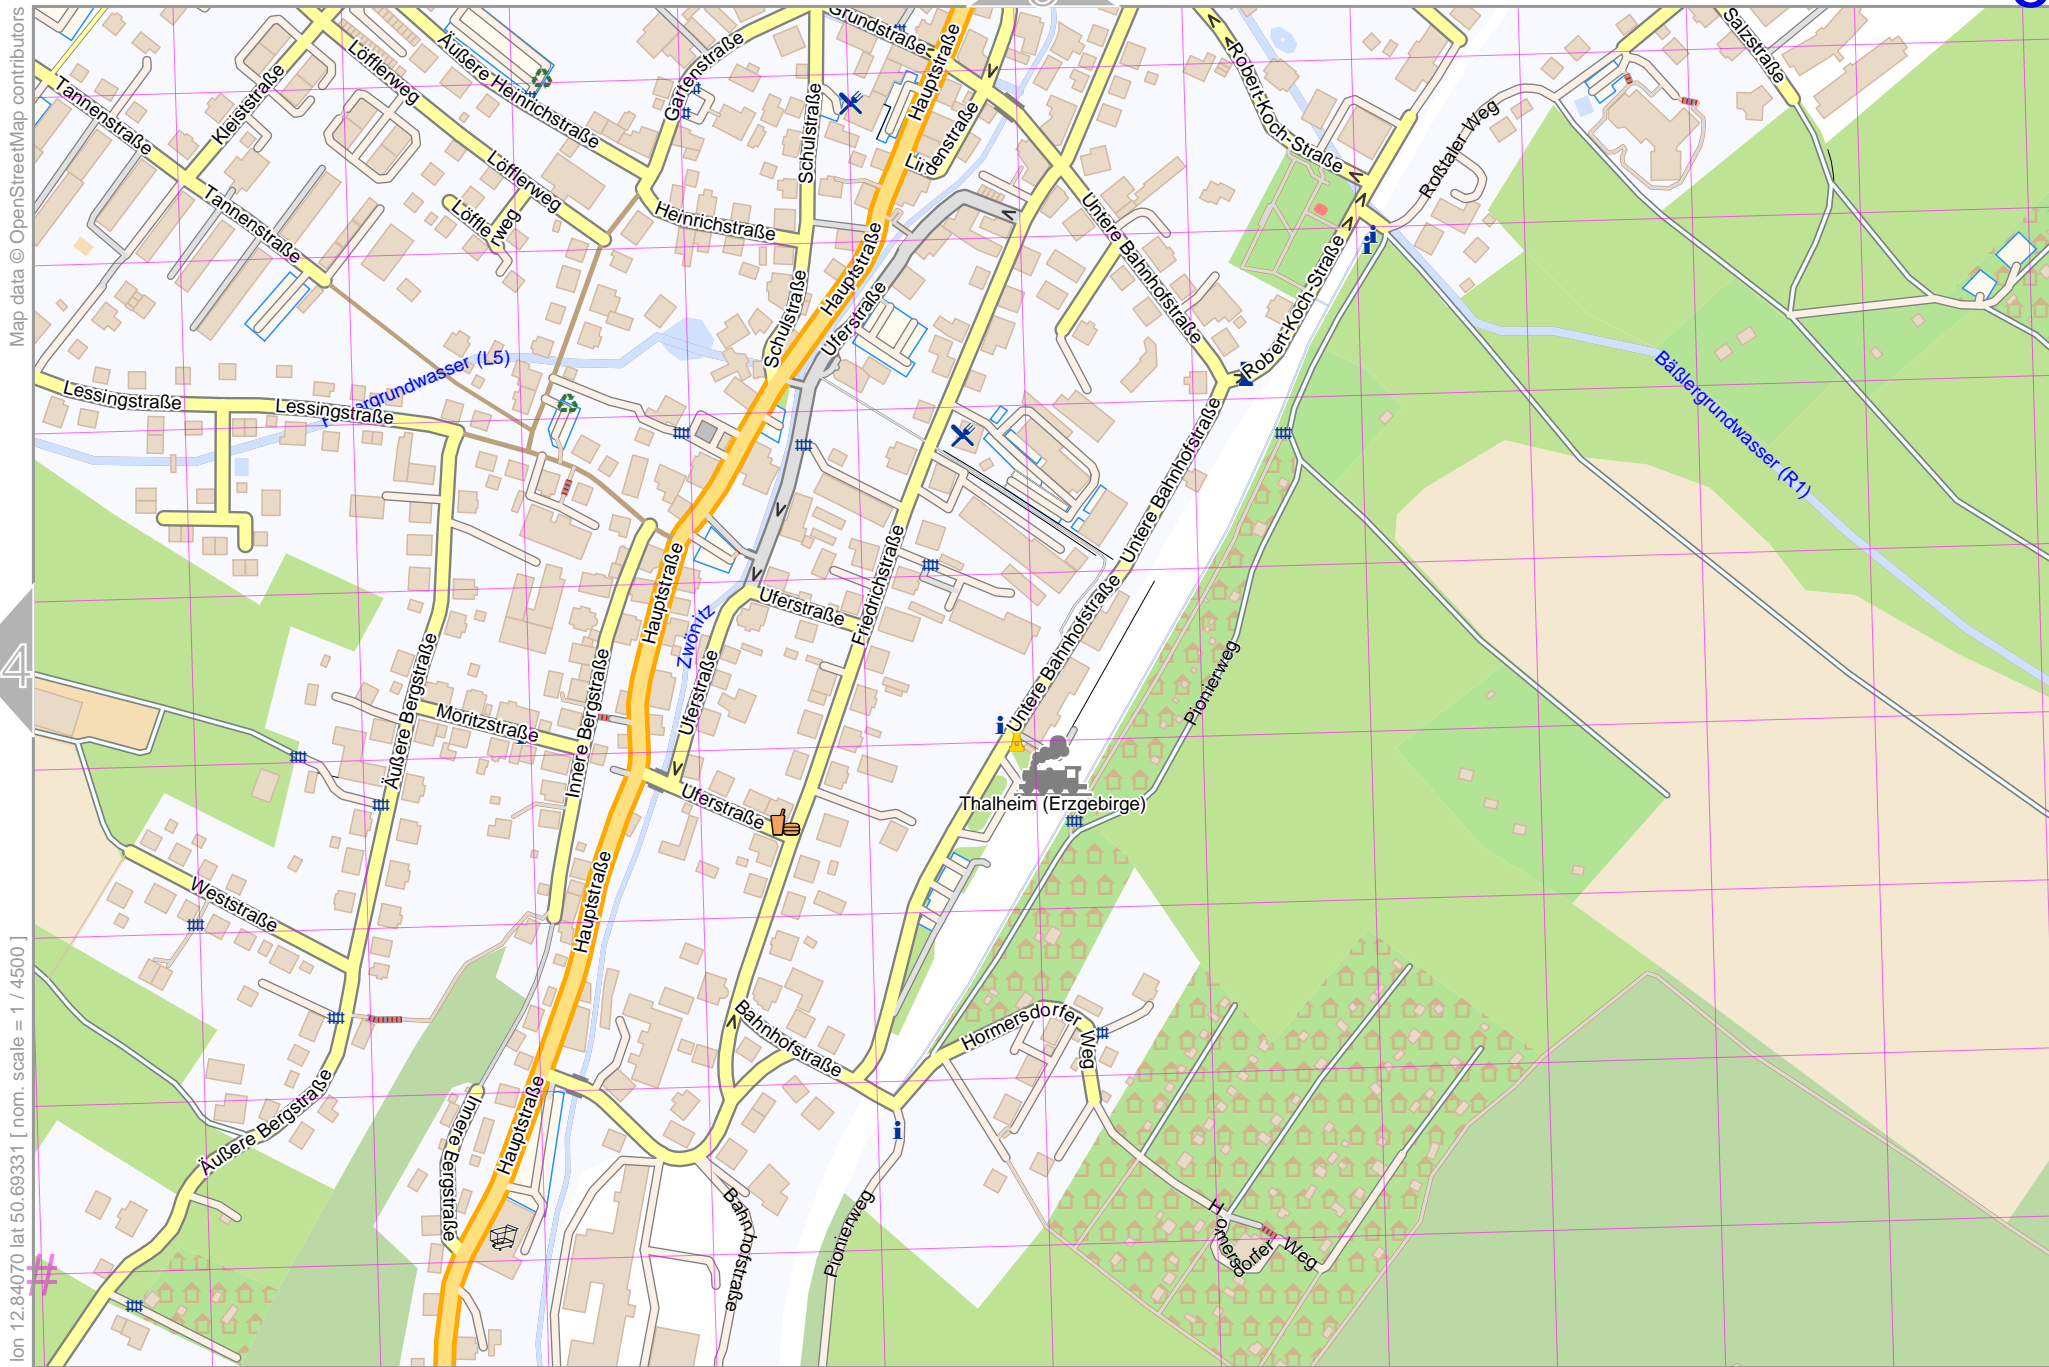 Map data © OpenStreetMap contributors
lon 12.84070 lat 50.69331 [ nom. scale = 1 / 4500 ]
4
#
Grundstraße
Salzstraße
Äußere Heinrichstraße
Löfflerweg
Gartenstraße
Hauptstraße
Robert-Koch-Straße
Kleiststraße
Tannenstraße
Schulstraße
Lindenstraße
Roßtaler Weg
Löfflerweg
Tannenstraße
Löffle
rweg
Heinrichstraße
Untere Bahnhofstraße
Hauptstraße
Schulstraße
Uferstraße
Robert-Koch-Straße
ergrundwasser (L5)
Bäßlergrundwasser (R1)
Lessingstraße
Lessingstraße
Untere Bahnhofstraße
Hauptstraße
Friedrichstraße
Uferstraße
Zwönitz
Untere Bahnhofstraße
Pionierweg
Äußere Bergstraße
Moritzstraße
Innere Bergstraße
Uferstraße
Uferstraße
Thalheim (Erzgebirge)
Weststraße
Hauptstraße
Bahnhofstraße
Hormersdorfer
Weg
Äußere Bergstraße
Innere Bergstraße
Hauptstraße
Bahnhofstraße
Pionierweg
Hormersdorfer
Weg